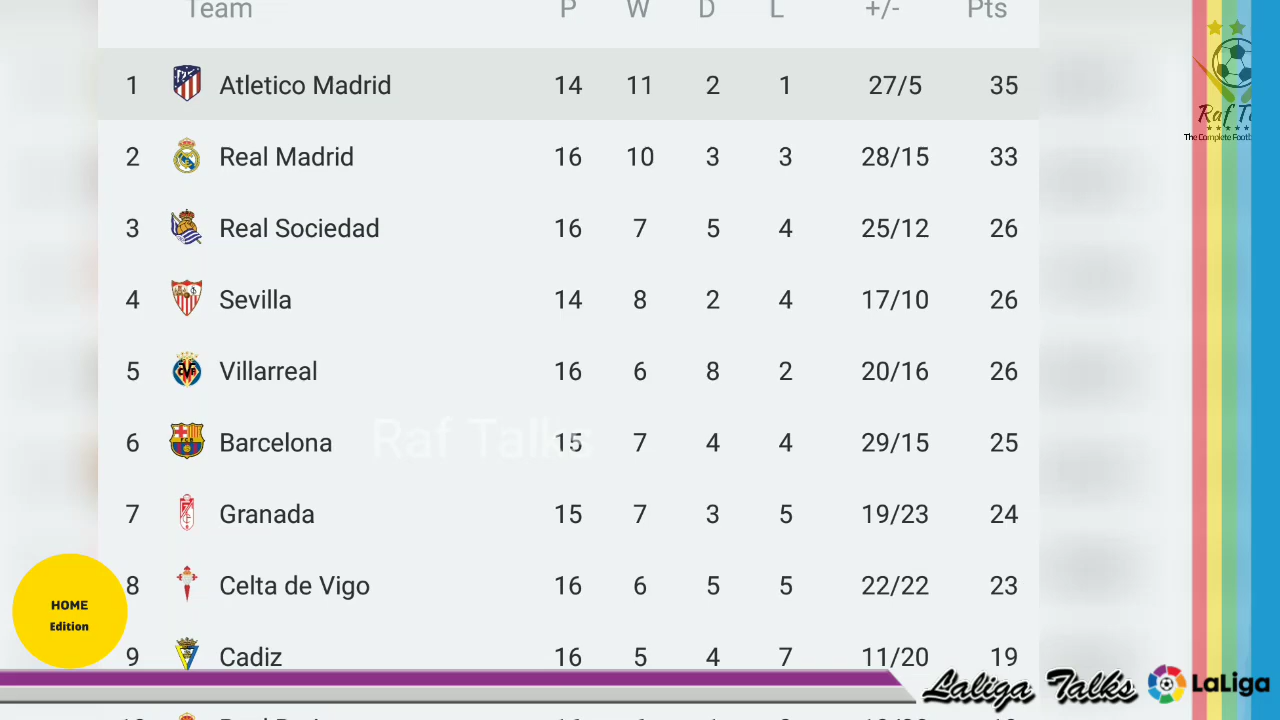 Team P W D L +/- Pts
1 Atletico Madrid 14 11 2 1 27/5 35
2 Real Madrid 16 10 3 3 28/15 33
3 Real Sociedad 16 7 5 4 25/12 26
4 Sevilla 14 8 2 4 17/10 26
5 Villarreal 16 6 8 2 20/16 26
6 Barcelona 15 7 4 4 29/15 25
7 Granada 15 7 3 5 19/23 24
8 Celta de Vigo 16 6 5 5 22/22 23
9 Cadiz 16 5 4 7 11/20 19
Raf Talks
HOME
Edition
Raf
The Complete
Laliga Talks
LaLiga